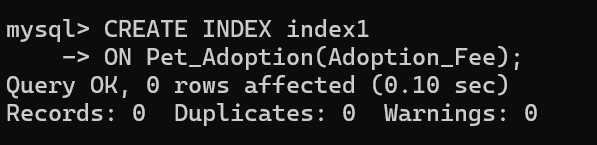 mysql> CREATE INDEX index1
    -> ON Pet_Adoption(Adoption_Fee);
Query OK, 0 rows affected (0.10 sec)
Records: 0  Duplicates: 0  Warnings: 0